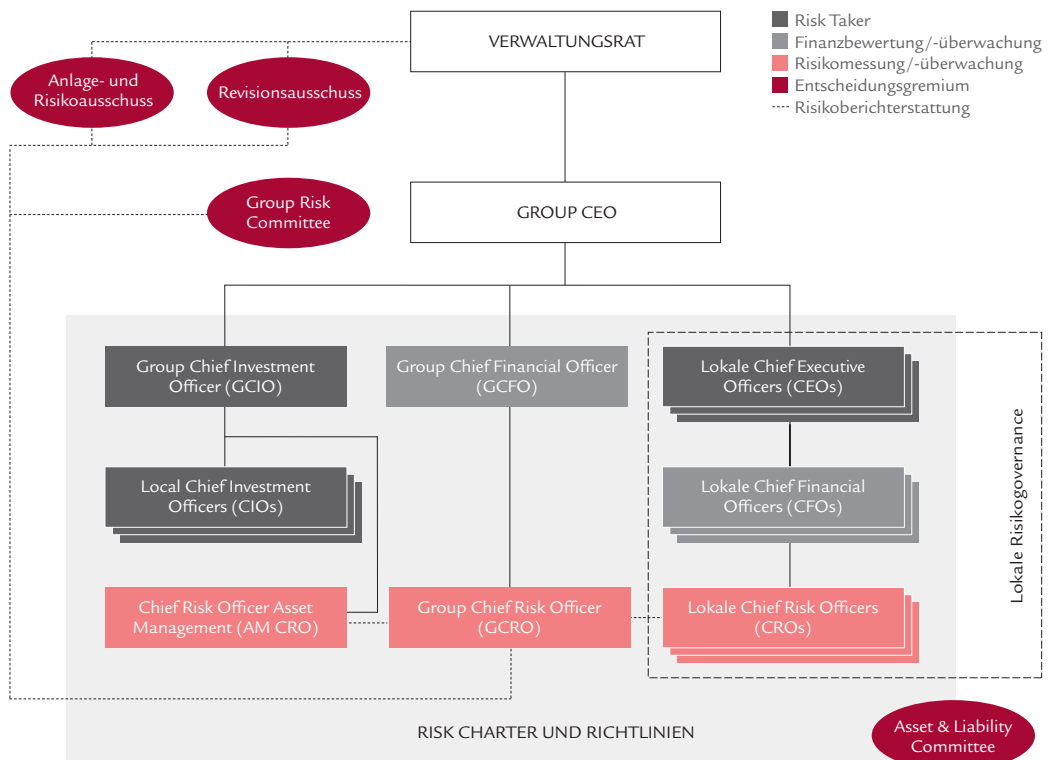 VERWALTUNGSRAT
Risk Taker
Finanzbewertung/-überwachung
Risikomessung/-überwachung
Entscheidungsgremium
Risikoberichterstattung
Anlage- und
Risikoausschuss
Revisionsausschuss
Group Risk
Committee
GROUP CEO
Group Chief Investment
Officer (GCIO)
Group Chief Financial Officer
(GCFO)
Lokale Chief Executive
Officers (CEOs)
Local Chief Investment
Officers (CIOs)
Lokale Chief Financial
Officers (CFOs)
Chief Risk Officer Asset
Management (AM CRO)
Group Chief Risk Officer
(GCRO)
Lokale Chief Risk Officers
(CROs)
Lokale Risikogovernance
RISK CHARTER UND RICHTLINIEN
Asset & Liability
Committee